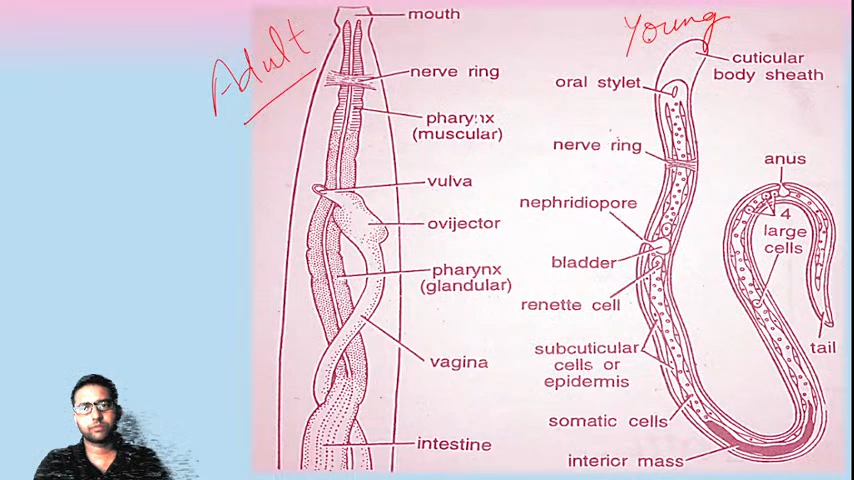 Adult
mouth
nerve ring
pharynx
(muscular)
vulva
ovijector
pharynx
(glandular)
vagina
intestine
Young
cuticular
body sheath
oral stylet
nerve ring
anus
nephridiopore
4
large
cells
bladder
renette cell
subcuticular
cells or
epidermis
tail
somatic cells
interior mass